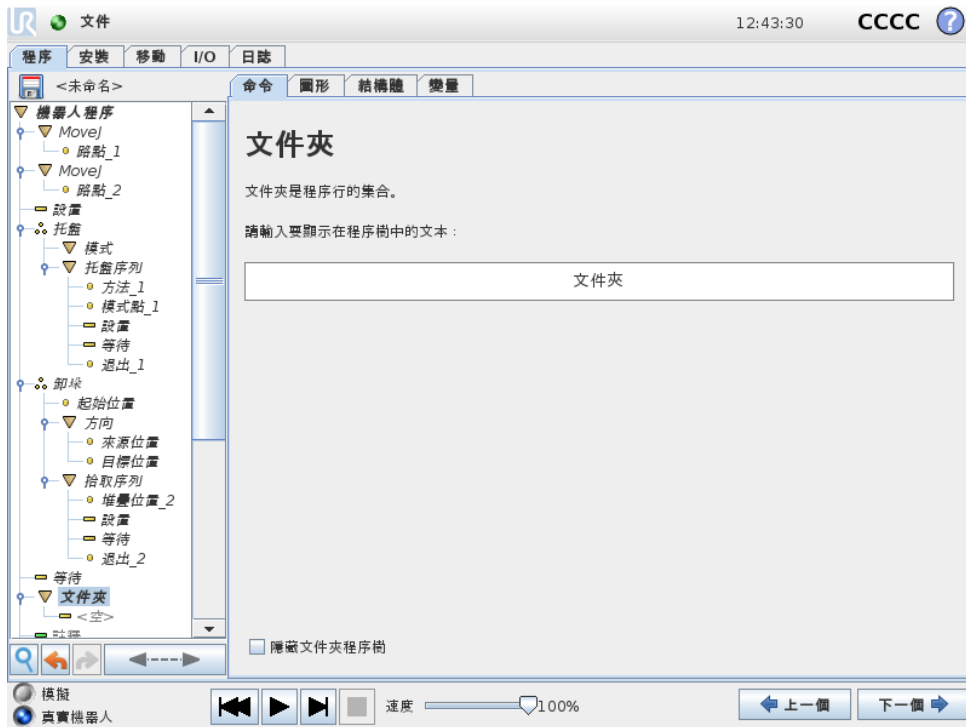 UR 文件 12:43:30 CCCC ?
程序 安裝 移動 I/O 日誌
<未命名>
命令 圖形 結構體 變量
機器人程序
MoveJ
路點_1
MoveJ
路點_2
設置
托盤
模式
托盤序列
方法_1
模式點_1
設置
等待
退出_1
卸垛
起始位置
方向
來源位置
目標位置
拾取序列
堆疊位置_2
設置
等待
退出_2
等待
文件夾
<空>
註釋
文件夾
文件夾是程序行的集合。
請輸入要顯示在程序樹中的文本：
文件夾
隱藏文件夾程序樹
模擬
真實機器人
速度 100%
上一個 下一個